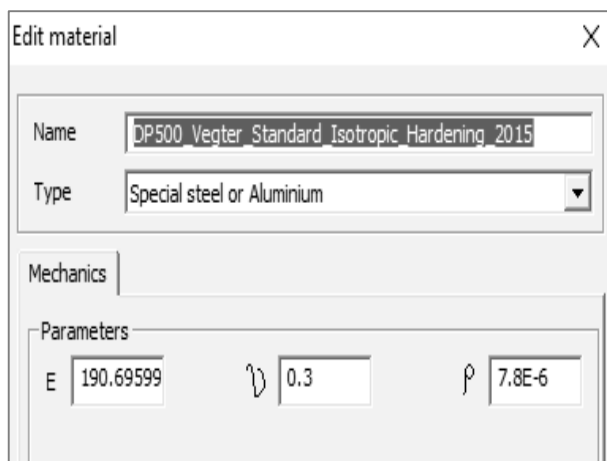 Edit material
Name DP500_Vegter_Standard_Isotropic_Hardening_2015
Type Special steel or Aluminium
Mechanics
Parameters
E 190.69599 υ 0.3 ρ 7.8E-6